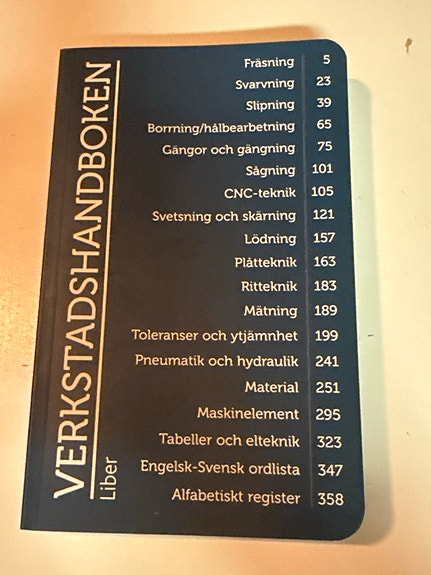 VERKSTADSHANDBOKEN
Liber
Fräsning 5
Svarvning 23
Slipning 39
Borrning/hålbearbetning 65
Gängor och gängning 75
Sågning 101
CNC-teknik 105
Svetsning och skärning 121
Lödning 157
Plåtteknik 163
Ritteknik 183
Mätning 189
Toleranser och ytjämnhet 199
Pneumatik och hydraulik 241
Material 251
Maskinelement 295
Tabeller och elteknik 323
Engelsk-Svensk ordlista 347
Alfabetiskt register 358